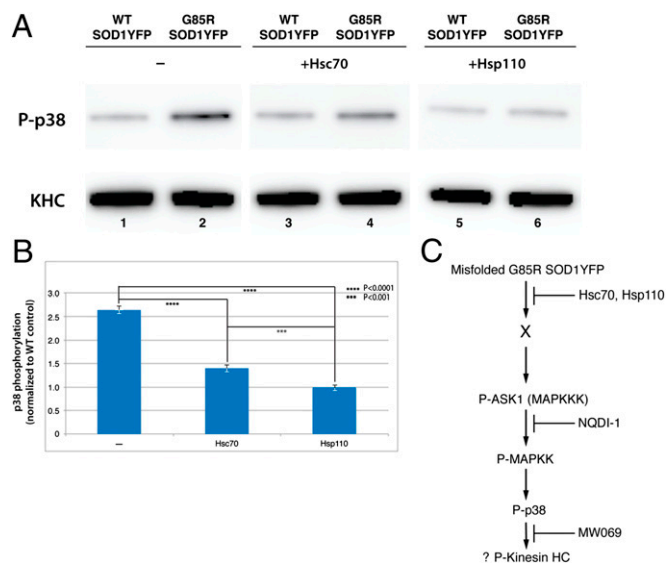 A
WT SOD1YFP
G85R SOD1YFP
WT SOD1YFP
G85R SOD1YFP
WT SOD1YFP
G85R SOD1YFP
–
+Hsc70
+Hsp110
P-p38
KHC
1 2 3 4 5 6
B
p38 phosphorylation
(normalized to WT control)
3.0
2.5
2.0
1.5
1.0
0.5
0
****
****
***
**** P<0.0001
*** P<0.001
–
Hsc70
Hsp110
C
Misfolded G85R SOD1YFP
Hsc70, Hsp110
X
P-ASK1 (MAPKKK)
NQDI-1
P-MAPKK
P-p38
MW069
? P-Kinesin HC